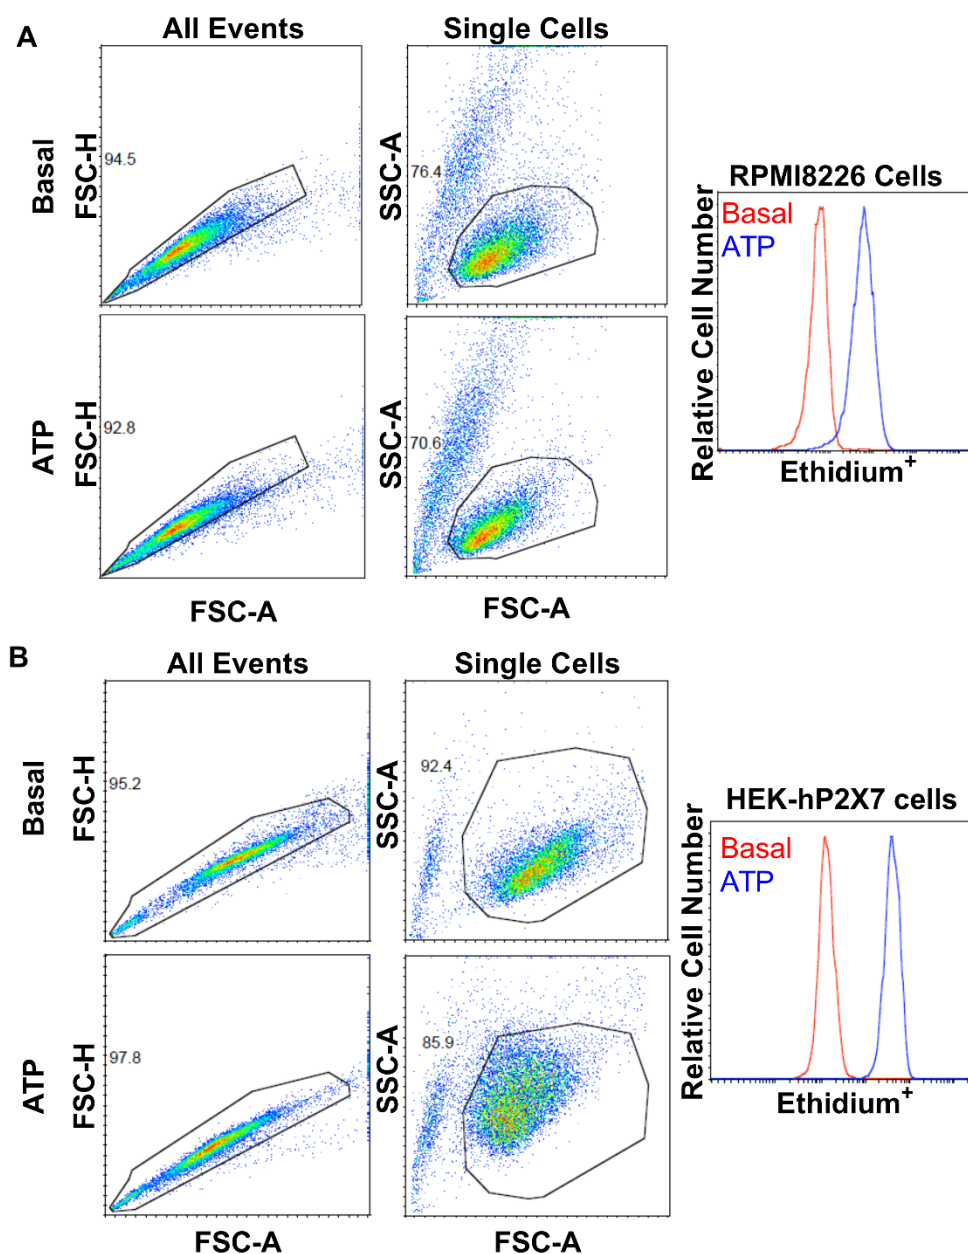 A
All Events
Single Cells
Basal
FSC-H
94.5
SSC-A
76.4
RPMI8226 Cells
Relative Cell Number
Basal
ATP
Ethidium+
ATP
FSC-H
92.8
SSC-A
70.6
FSC-A
FSC-A
B
All Events
Single Cells
Basal
FSC-H
95.2
SSC-A
92.4
HEK-hP2X7 cells
Relative Cell Number
Basal
ATP
Ethidium+
ATP
FSC-H
97.8
SSC-A
85.9
FSC-A
FSC-A